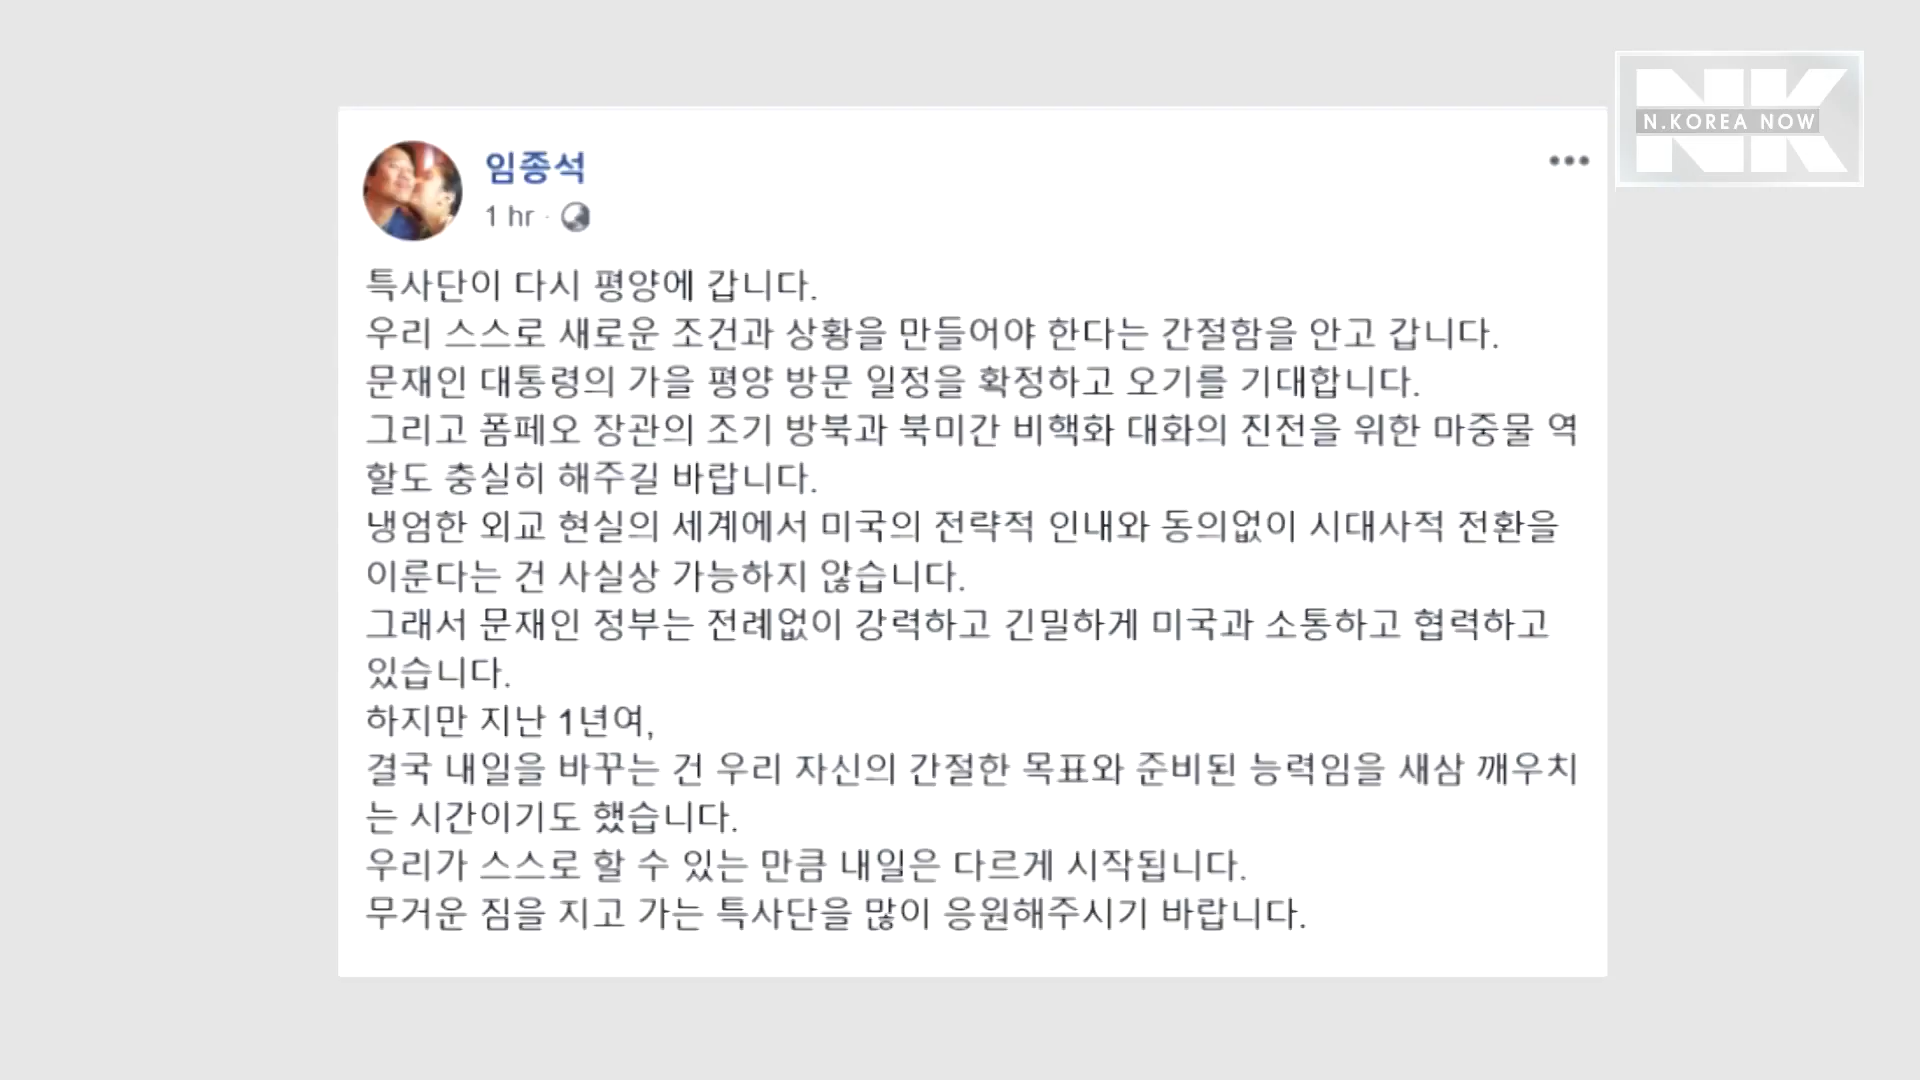 NK
N.KOREA NOW
임종석
1 hr ·
특사단이 다시 평양에 갑니다.
우리 스스로 새로운 조건과 상황을 만들어야 한다는 간절함을 안고 갑니다.
문재인 대통령의 가을 평양 방문 일정을 확정하고 오기를 기대합니다.
그리고 폼페오 장관의 조기 방북과 북미간 비핵화 대화의 진전을 위한 마중물 역
할도 충실히 해주길 바랍니다.
냉엄한 외교 현실의 세계에서 미국의 전략적 인내와 동의없이 시대사적 전환을
이룬다는 건 사실상 가능하지 않습니다.
그래서 문재인 정부는 전례없이 강력하고 긴밀하게 미국과 소통하고 협력하고
있습니다.
하지만 지난 1년여,
결국 내일을 바꾸는 건 우리 자신의 간절한 목표와 준비된 능력임을 새삼 깨우치
는 시간이기도 했습니다.
우리가 스스로 할 수 있는 만큼 내일은 다르게 시작됩니다.
무거운 짐을 지고 가는 특사단을 많이 응원해주시기 바랍니다.